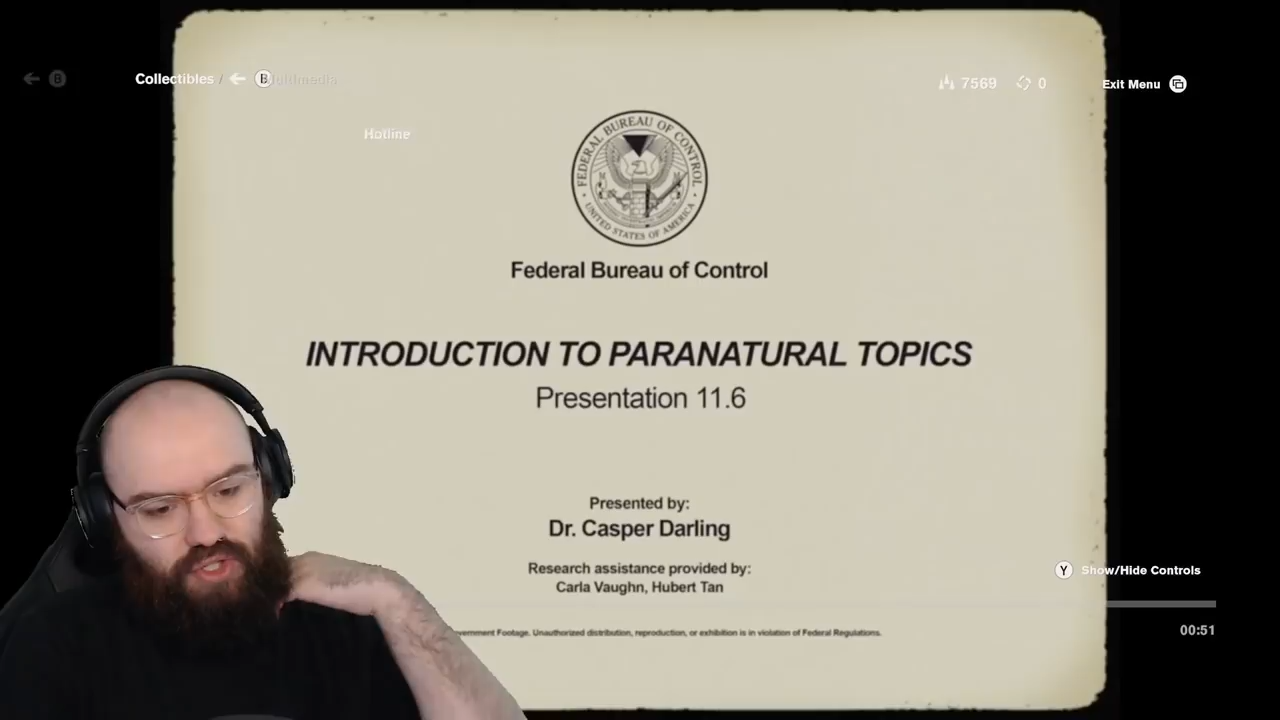 B
Collectibles / B Multimedia
7569 0
Exit Menu
Hotline
FEDERAL BUREAU OF CONTROL
UNITED STATES OF AMERICA
Federal Bureau of Control
INTRODUCTION TO PARANATURAL TOPICS
Presentation 11.6
Presented by:
Dr. Casper Darling
Research assistance provided by:
Carla Vaughn, Hubert Tan
Y Show/Hide Controls
Footage. Unauthorized distribution, reproduction, or exhibition is in violation of Federal Regulations.
00:51